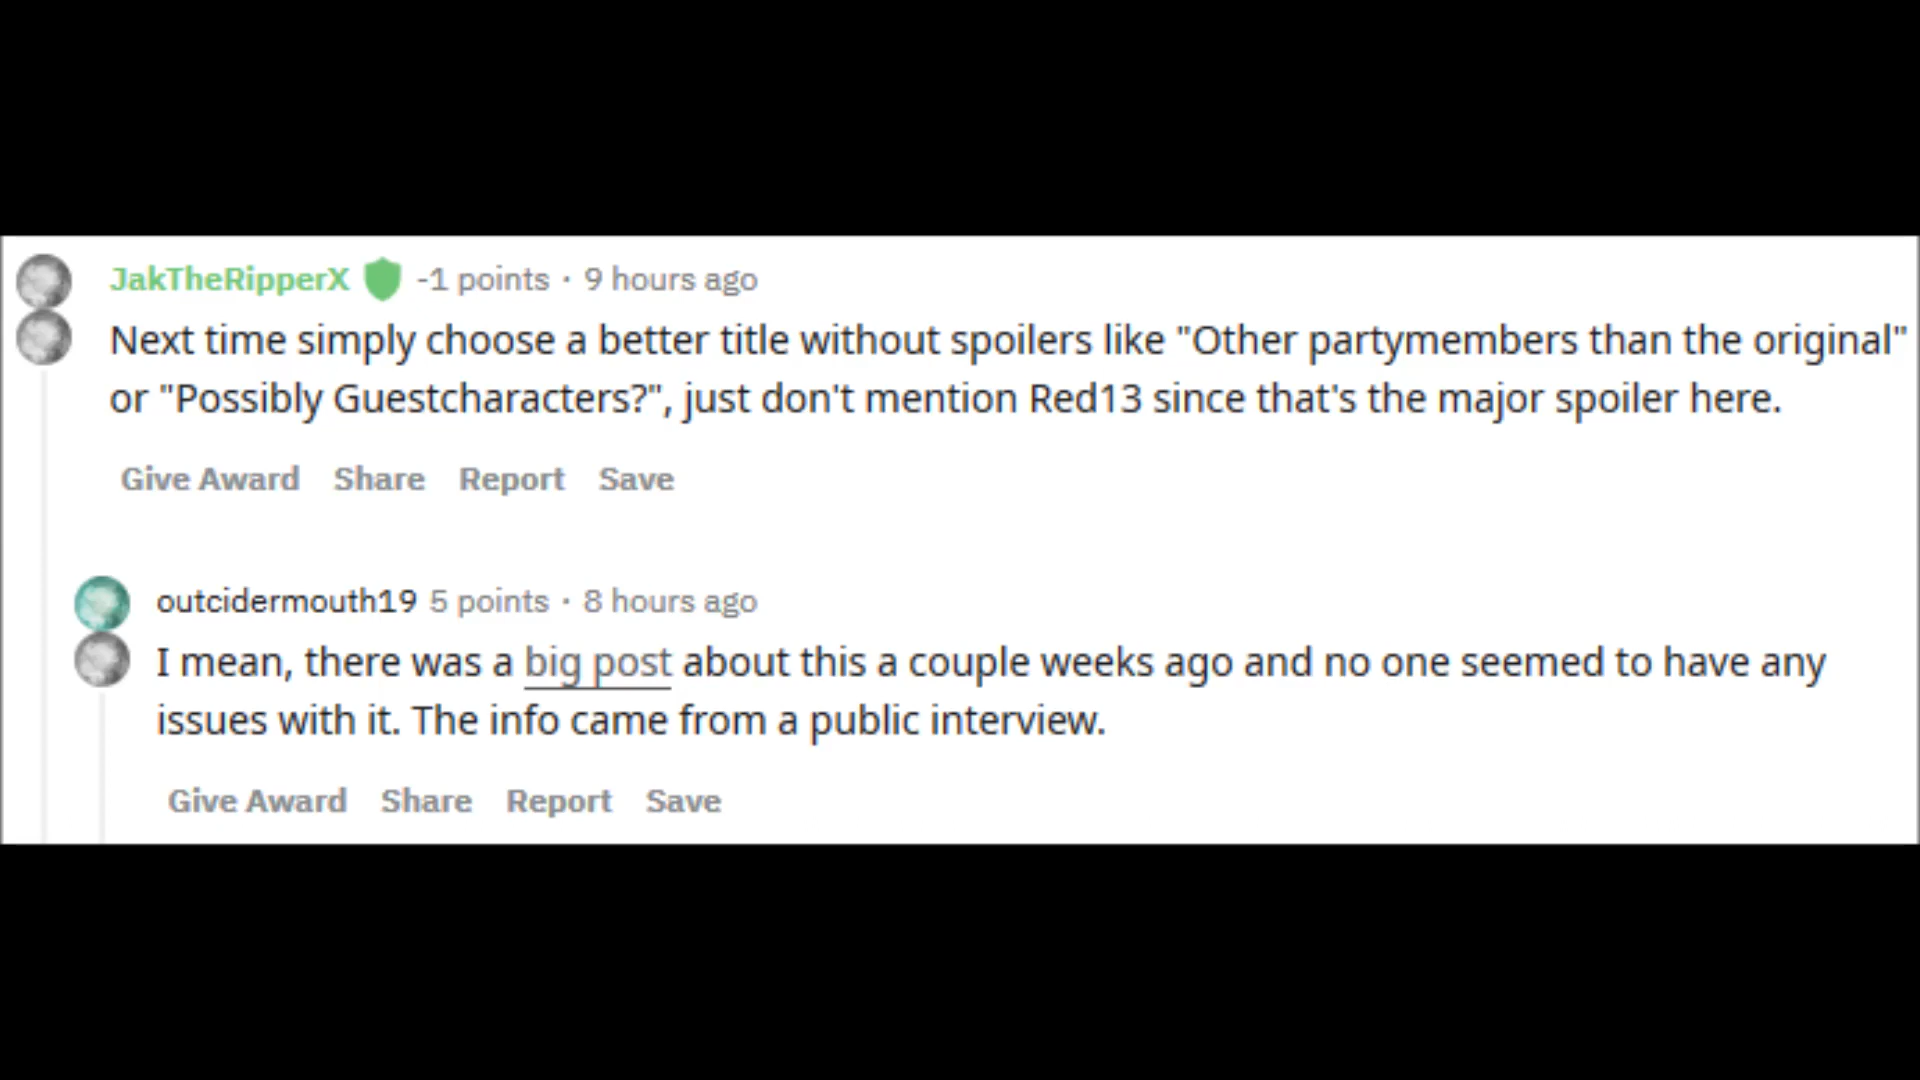 JakTheRipperX -1 points · 9 hours ago
Next time simply choose a better title without spoilers like "Other partymembers than the original"
or "Possibly Guestcharacters?", just don't mention Red13 since that's the major spoiler here.
Give Award Share Report Save
outcidermouth19 5 points · 8 hours ago
I mean, there was a big post about this a couple weeks ago and no one seemed to have any
issues with it. The info came from a public interview.
Give Award Share Report Save